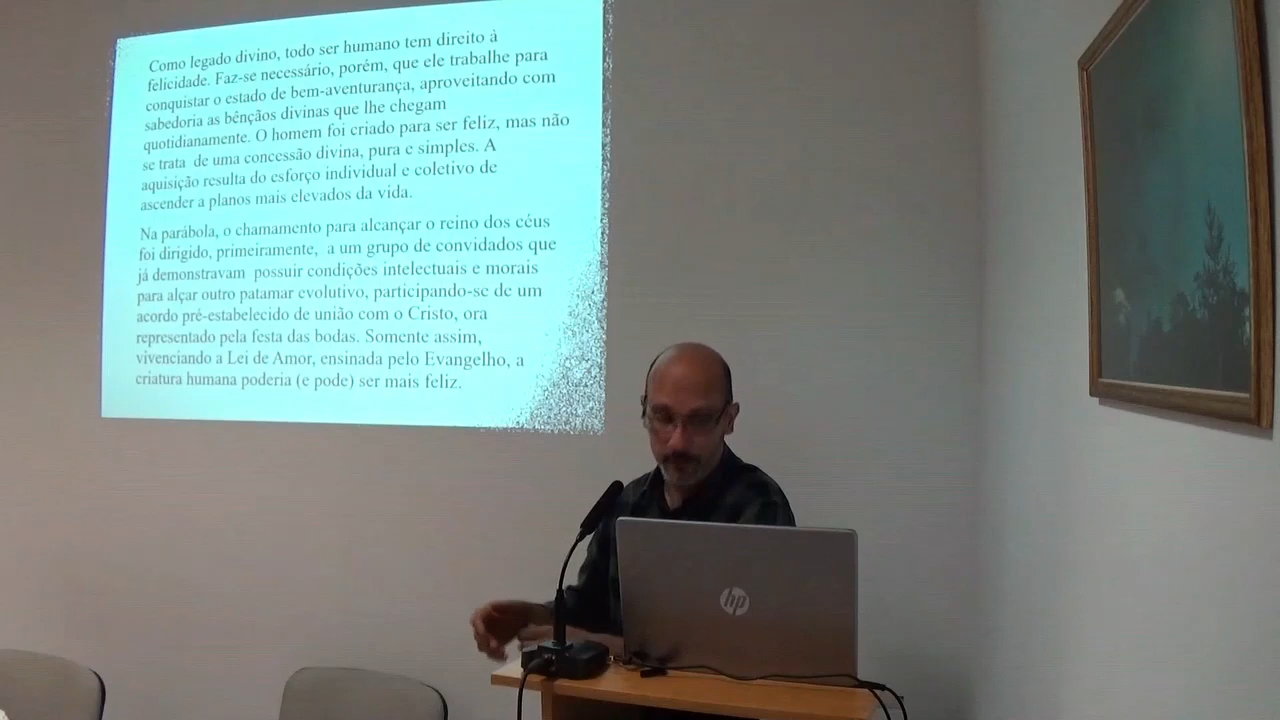 Como legado divino, todo ser humano tem direito à
felicidade. Faz-se necessário, porém, que ele trabalhe para
conquistar o estado de bem-aventurança, aproveitando com
sabedoria as bênçãos divinas que lhe chegam
quotidianamente. O homem foi criado para ser feliz, mas não
se trata de uma concessão divina, pura e simples. A
aquisição resulta do esforço individual e coletivo de
ascender a planos mais elevados da vida.
Na parábola, o chamamento para alcançar o reino dos céus
foi dirigido, primeiramente, a um grupo de convidados que
já demonstravam possuir condições intelectuais e morais
para alçar outro patamar evolutivo, participando-se de um
acordo pré-estabelecido de união com o Cristo, ora
representado pela festa das bodas. Somente assim,
vivenciando a Lei de Amor, ensinada pelo Evangelho, a
criatura humana poderia (e pode) ser mais feliz.
hp